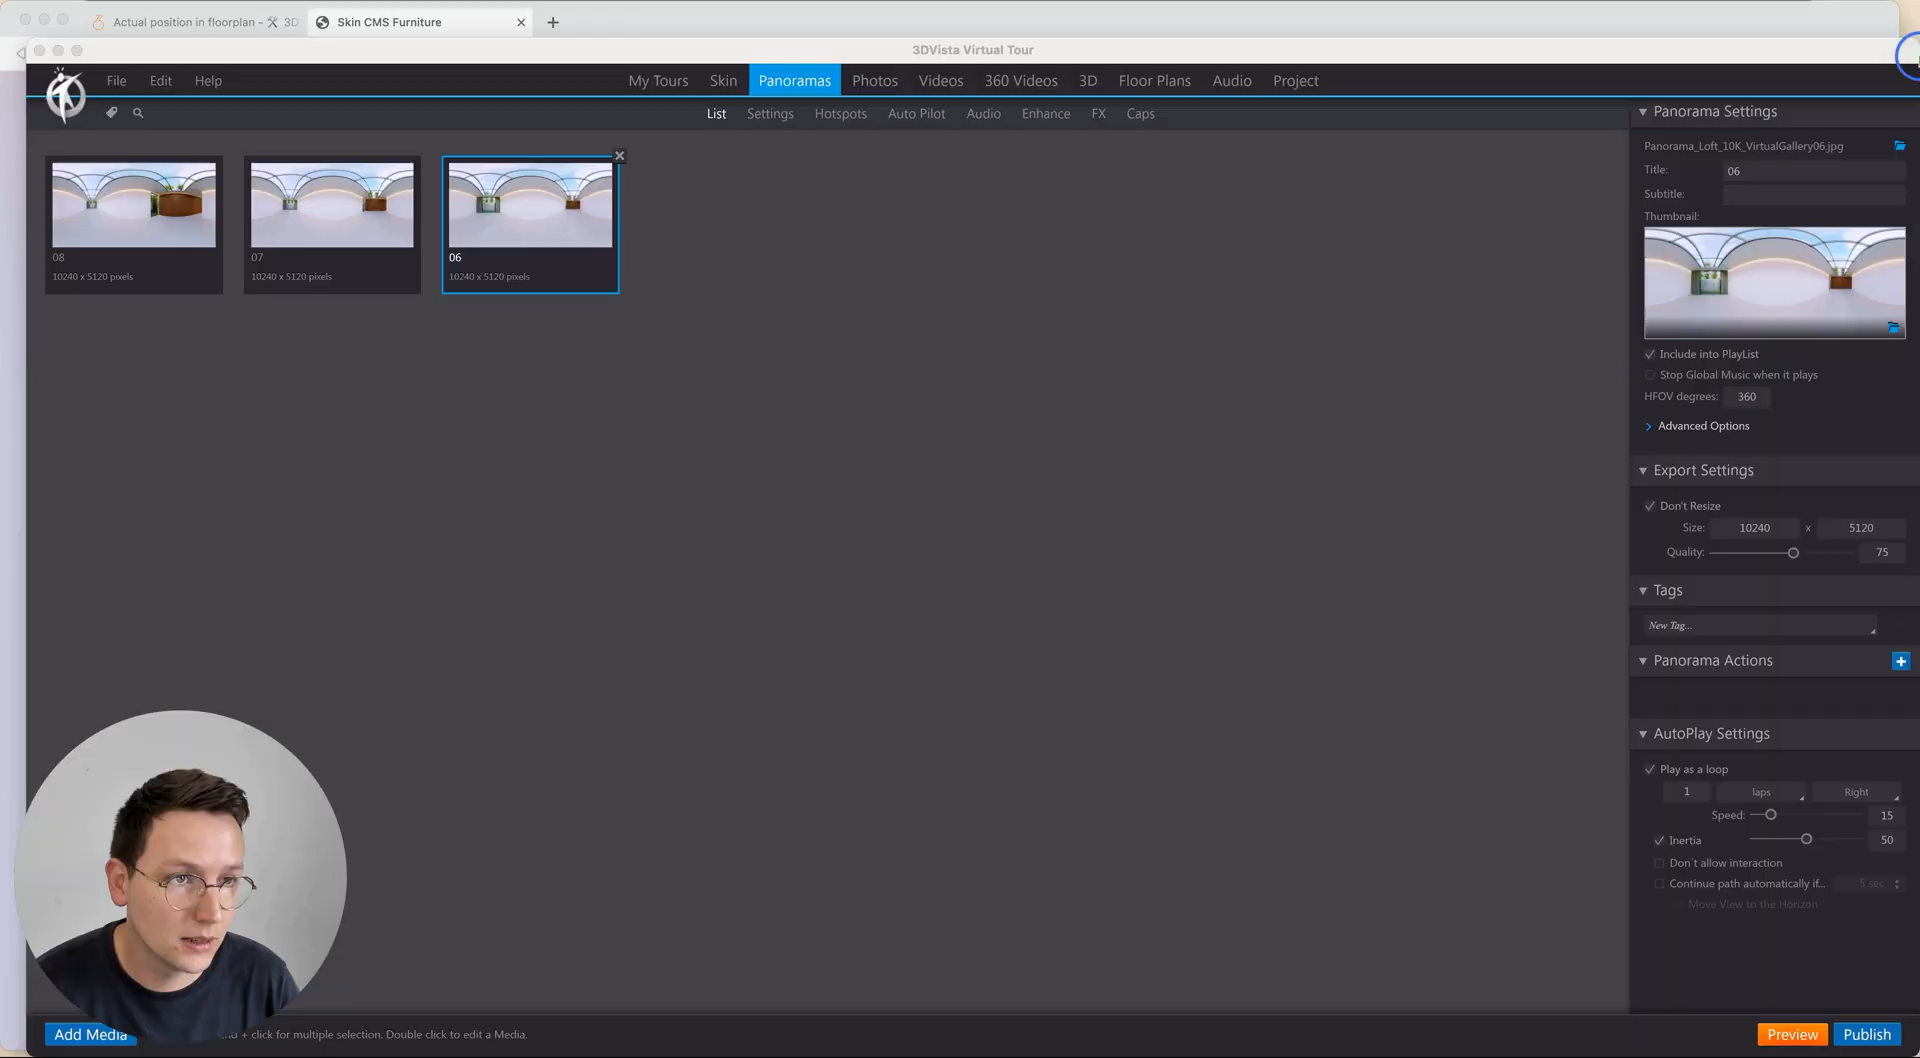 Actual position in floorplan - 🛠 3D
Skin CMS Furniture
3DVista Virtual Tour
File Edit Help
My Tours Skin Panoramas Photos Videos 360 Videos 3D Floor Plans Audio Project
List Settings Hotspots Auto Pilot Audio Enhance FX Caps
08
10240 x 5120 pixels
07
10240 x 5120 pixels
06
10240 x 5120 pixels
Panorama Settings
Panorama_Loft_10K_VirtualGallery06.jpg
Title: 06
Subtitle:
Thumbnail:
Include into PlayList
Stop Global Music when it plays
HFOV degrees: 360
Advanced Options
Export Settings
Don't Resize
Size: 10240 x 5120
Quality: 75
Tags
New Tag...
Panorama Actions
AutoPlay Settings
Play as a loop
1 laps Right
Speed: 15
Inertia 50
Don´t allow interaction
Continue path automatically if... 5 sec
Move View to the Horizon
Add Media
+ click for multiple selection. Double click to edit a Media.
Preview Publish